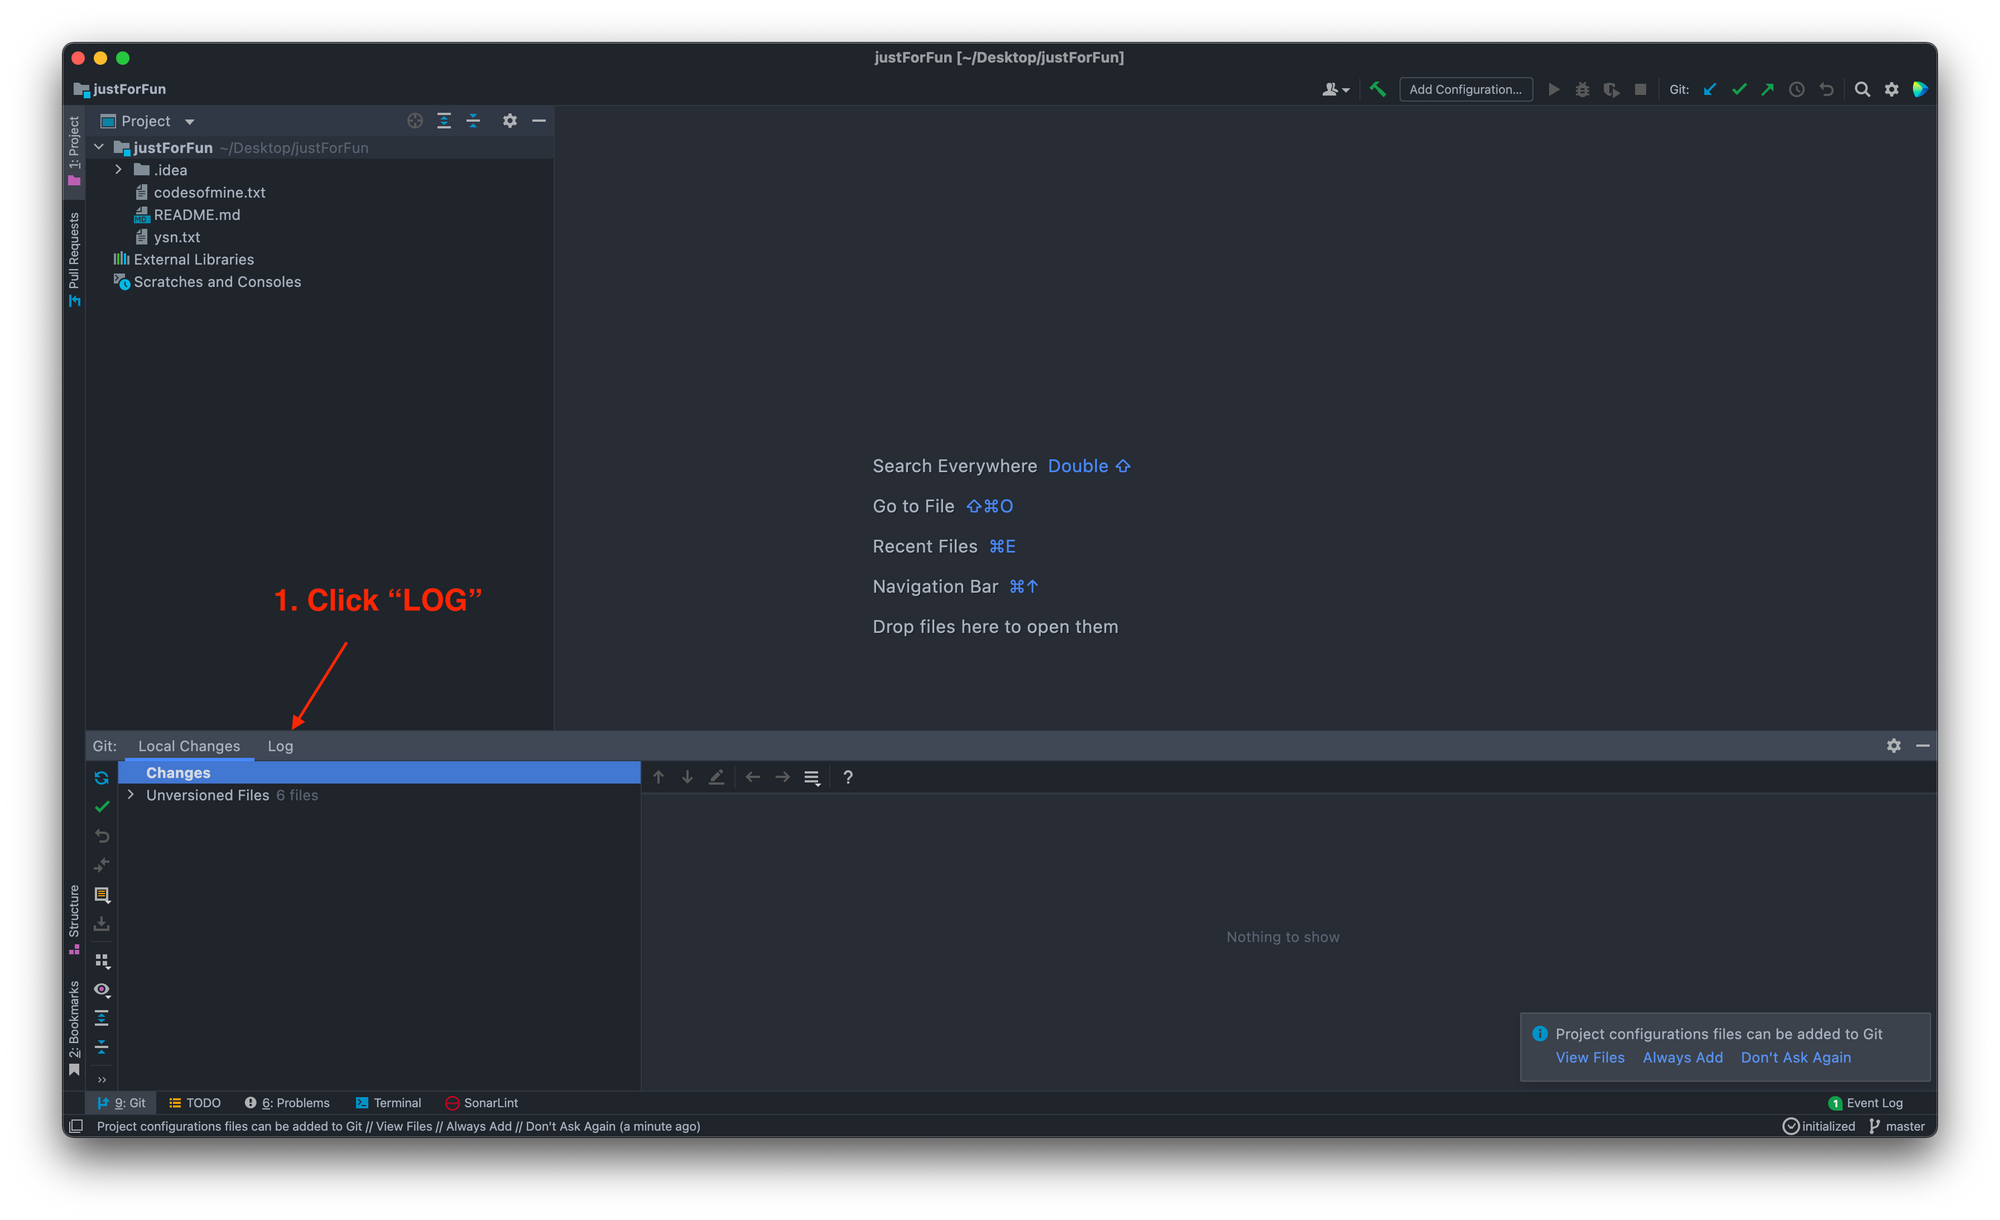 justForFun [~/Desktop/justForFun]
justForFun
Add Configuration...
Git:
1: Project
Pull Requests
Structure
2: Bookmarks
Project
justForFun ~/Desktop/justForFun
.idea
codesofmine.txt
README.md
ysn.txt
External Libraries
Scratches and Consoles
Search Everywhere Double ⇧
Go to File ⇧⌘O
Recent Files ⌘E
Navigation Bar ⌘↑
Drop files here to open them
1. Click “LOG”
Git: Local Changes Log
Changes
Unversioned Files 6 files
?
Nothing to show
Project configurations files can be added to Git
View Files Always Add Don't Ask Again
9: Git TODO 6: Problems Terminal SonarLint 1 Event Log
Project configurations files can be added to Git // View Files // Always Add // Don't Ask Again (a minute ago) initialized master